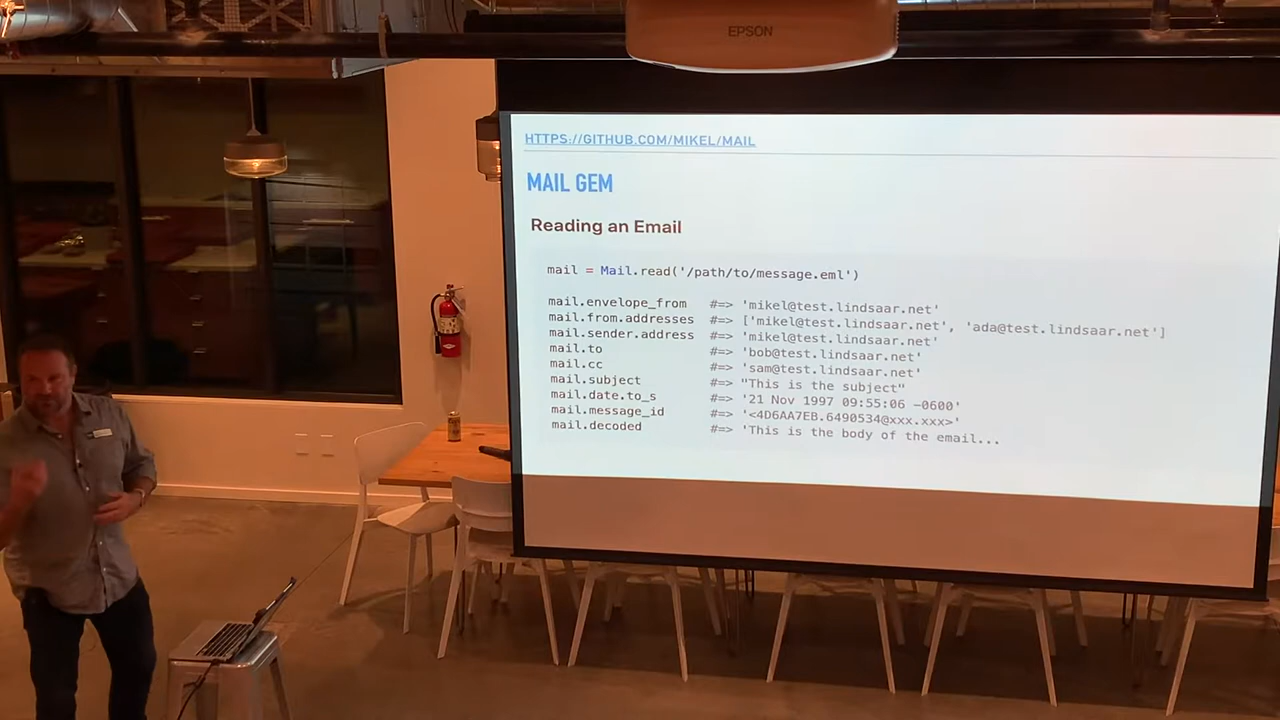 EPSON
HTTPS://GITHUB.COM/MIKEL/MAIL
MAIL GEM
Reading an Email
mail = Mail.read('/path/to/message.eml')
mail.envelope_from #=> 'mikel@test.lindsaar.net'
mail.from.addresses #=> ['mikel@test.lindsaar.net', 'ada@test.lindsaar.net']
mail.sender.address #=> 'mikel@test.lindsaar.net'
mail.to #=> 'bob@test.lindsaar.net'
mail.cc #=> 'sam@test.lindsaar.net'
mail.subject #=> "This is the subject"
mail.date.to_s #=> '21 Nov 1997 09:55:06 -0600'
mail.message_id #=> '<4D6AA7EB.6490534@xxx.xxx>'
mail.decoded #=> 'This is the body of the email...